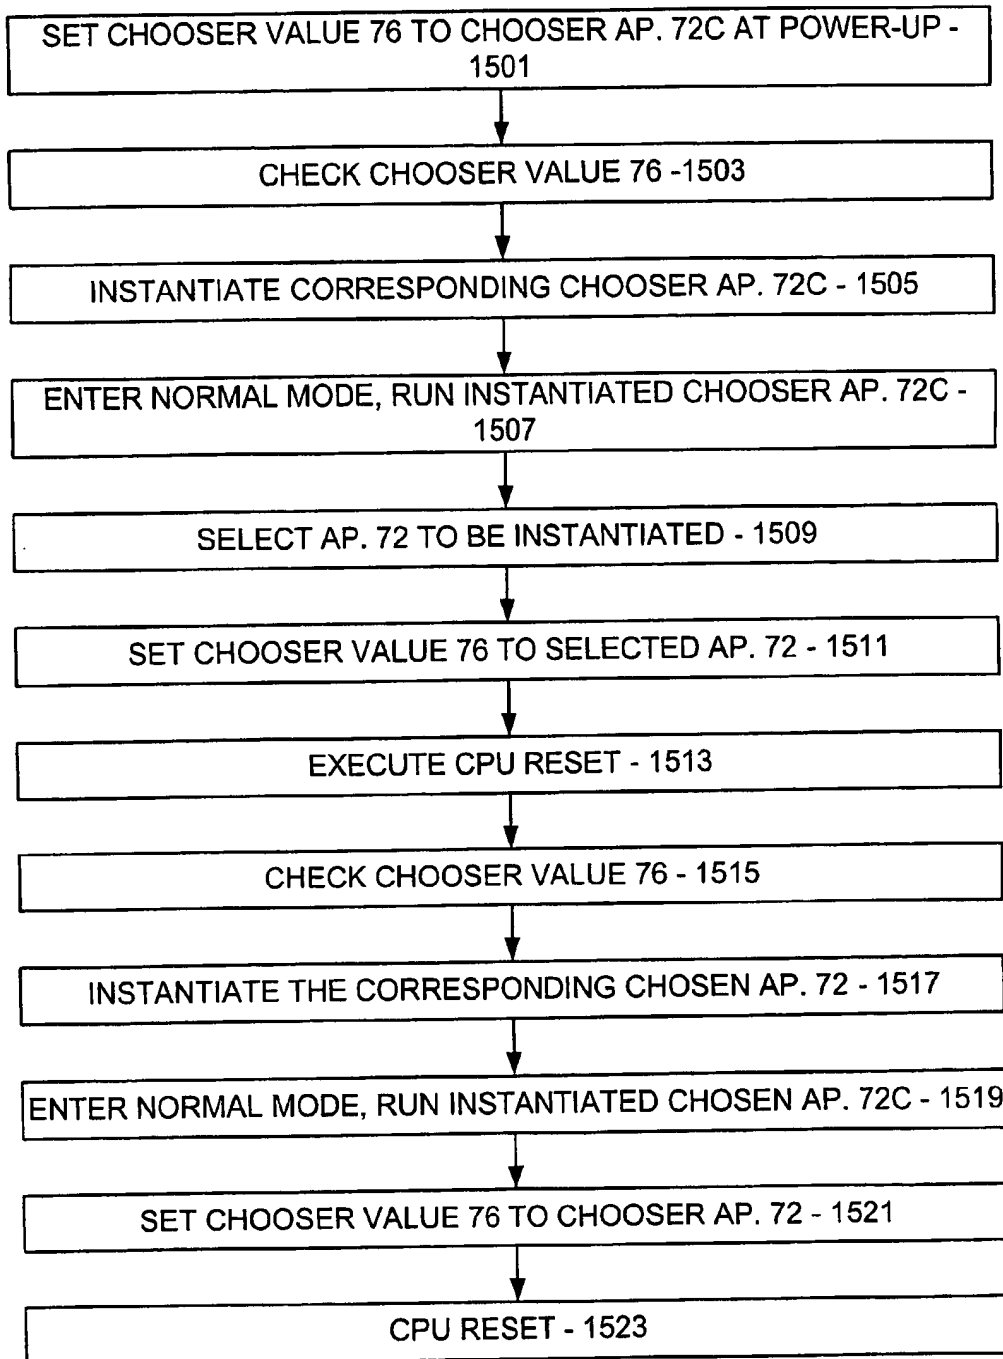 SET CHOOSER VALUE 76 TO CHOOSER AP. 72C AT POWER-UP -
1501
CHECK CHOOSER VALUE 76 -1503
INSTANTIATE CORRESPONDING CHOOSER AP. 72C - 1505
ENTER NORMAL MODE, RUN INSTANTIATED CHOOSER AP. 72C -
1507
SELECT AP. 72 TO BE INSTANTIATED - 1509
SET CHOOSER VALUE 76 TO SELECTED AP. 72 - 1511
EXECUTE CPU RESET - 1513
CHECK CHOOSER VALUE 76 - 1515
INSTANTIATE THE CORRESPONDING CHOSEN AP. 72 - 1517
ENTER NORMAL MODE, RUN INSTANTIATED CHOSEN AP. 72C - 1519
SET CHOOSER VALUE 76 TO CHOOSER AP. 72 - 1521
CPU RESET - 1523